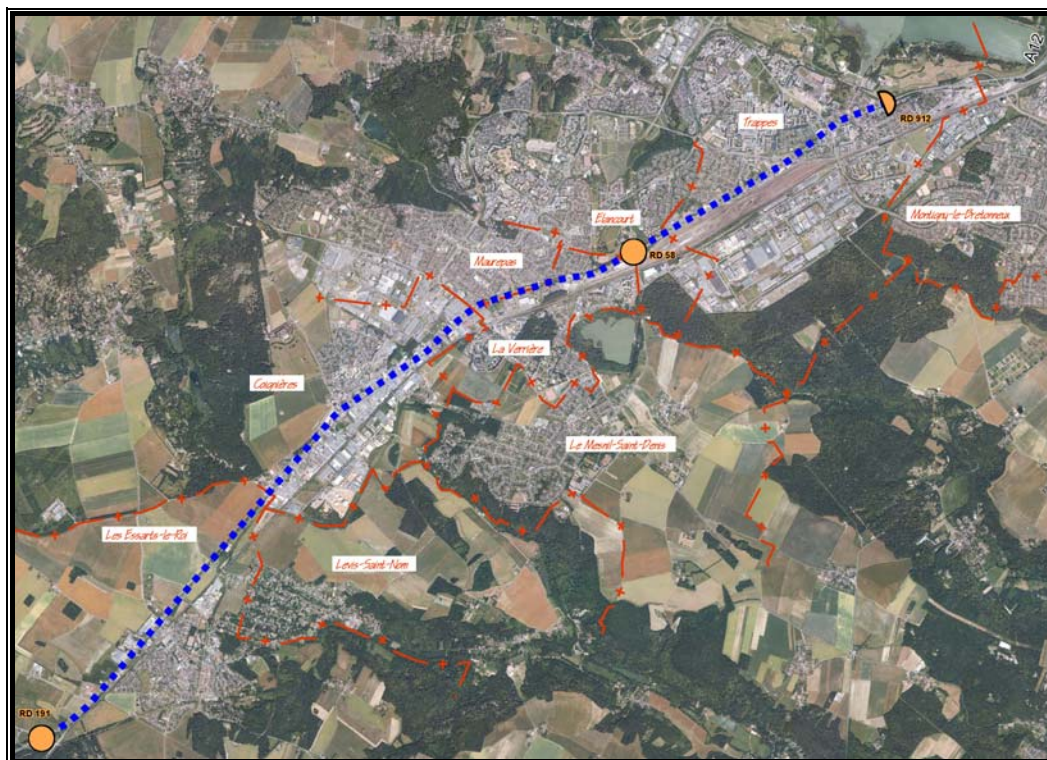 A12
RD 912
Trappes
Montigny-le-Bretonneux
Elancourt
RD 58
Maurepas
La Verrière
Coignières
Le Mesnil-Saint-Denis
Les Essarts-le-Roi
Levis-Saint-Nom
RD 191